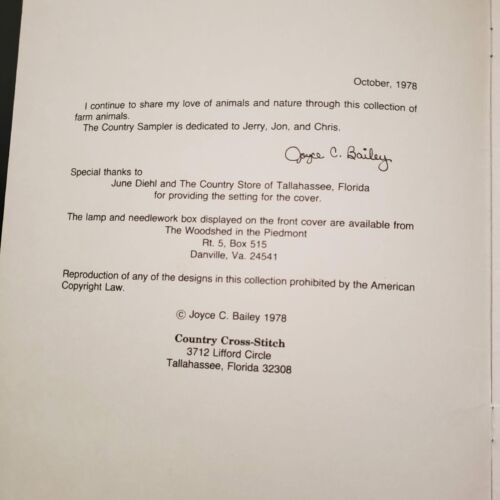 October, 1978
I continue to share my love of animals and nature through this collection of
farm animals.
The Country Sampler is dedicated to Jerry, Jon, and Chris.
Joyce C. Bailey
Special thanks to
June Diehl and The Country Store of Tallahassee, Florida
for providing the setting for the cover.
The lamp and needlework box displayed on the front cover are available from
The Woodshed in the Piedmont
Rt. 5, Box 515
Danville, Va. 24541
Reproduction of any of the designs in this collection prohibited by the American
Copyright Law.
© Joyce C. Bailey 1978
Country Cross-Stitch
3712 Lifford Circle
Tallahassee, Florida 32308